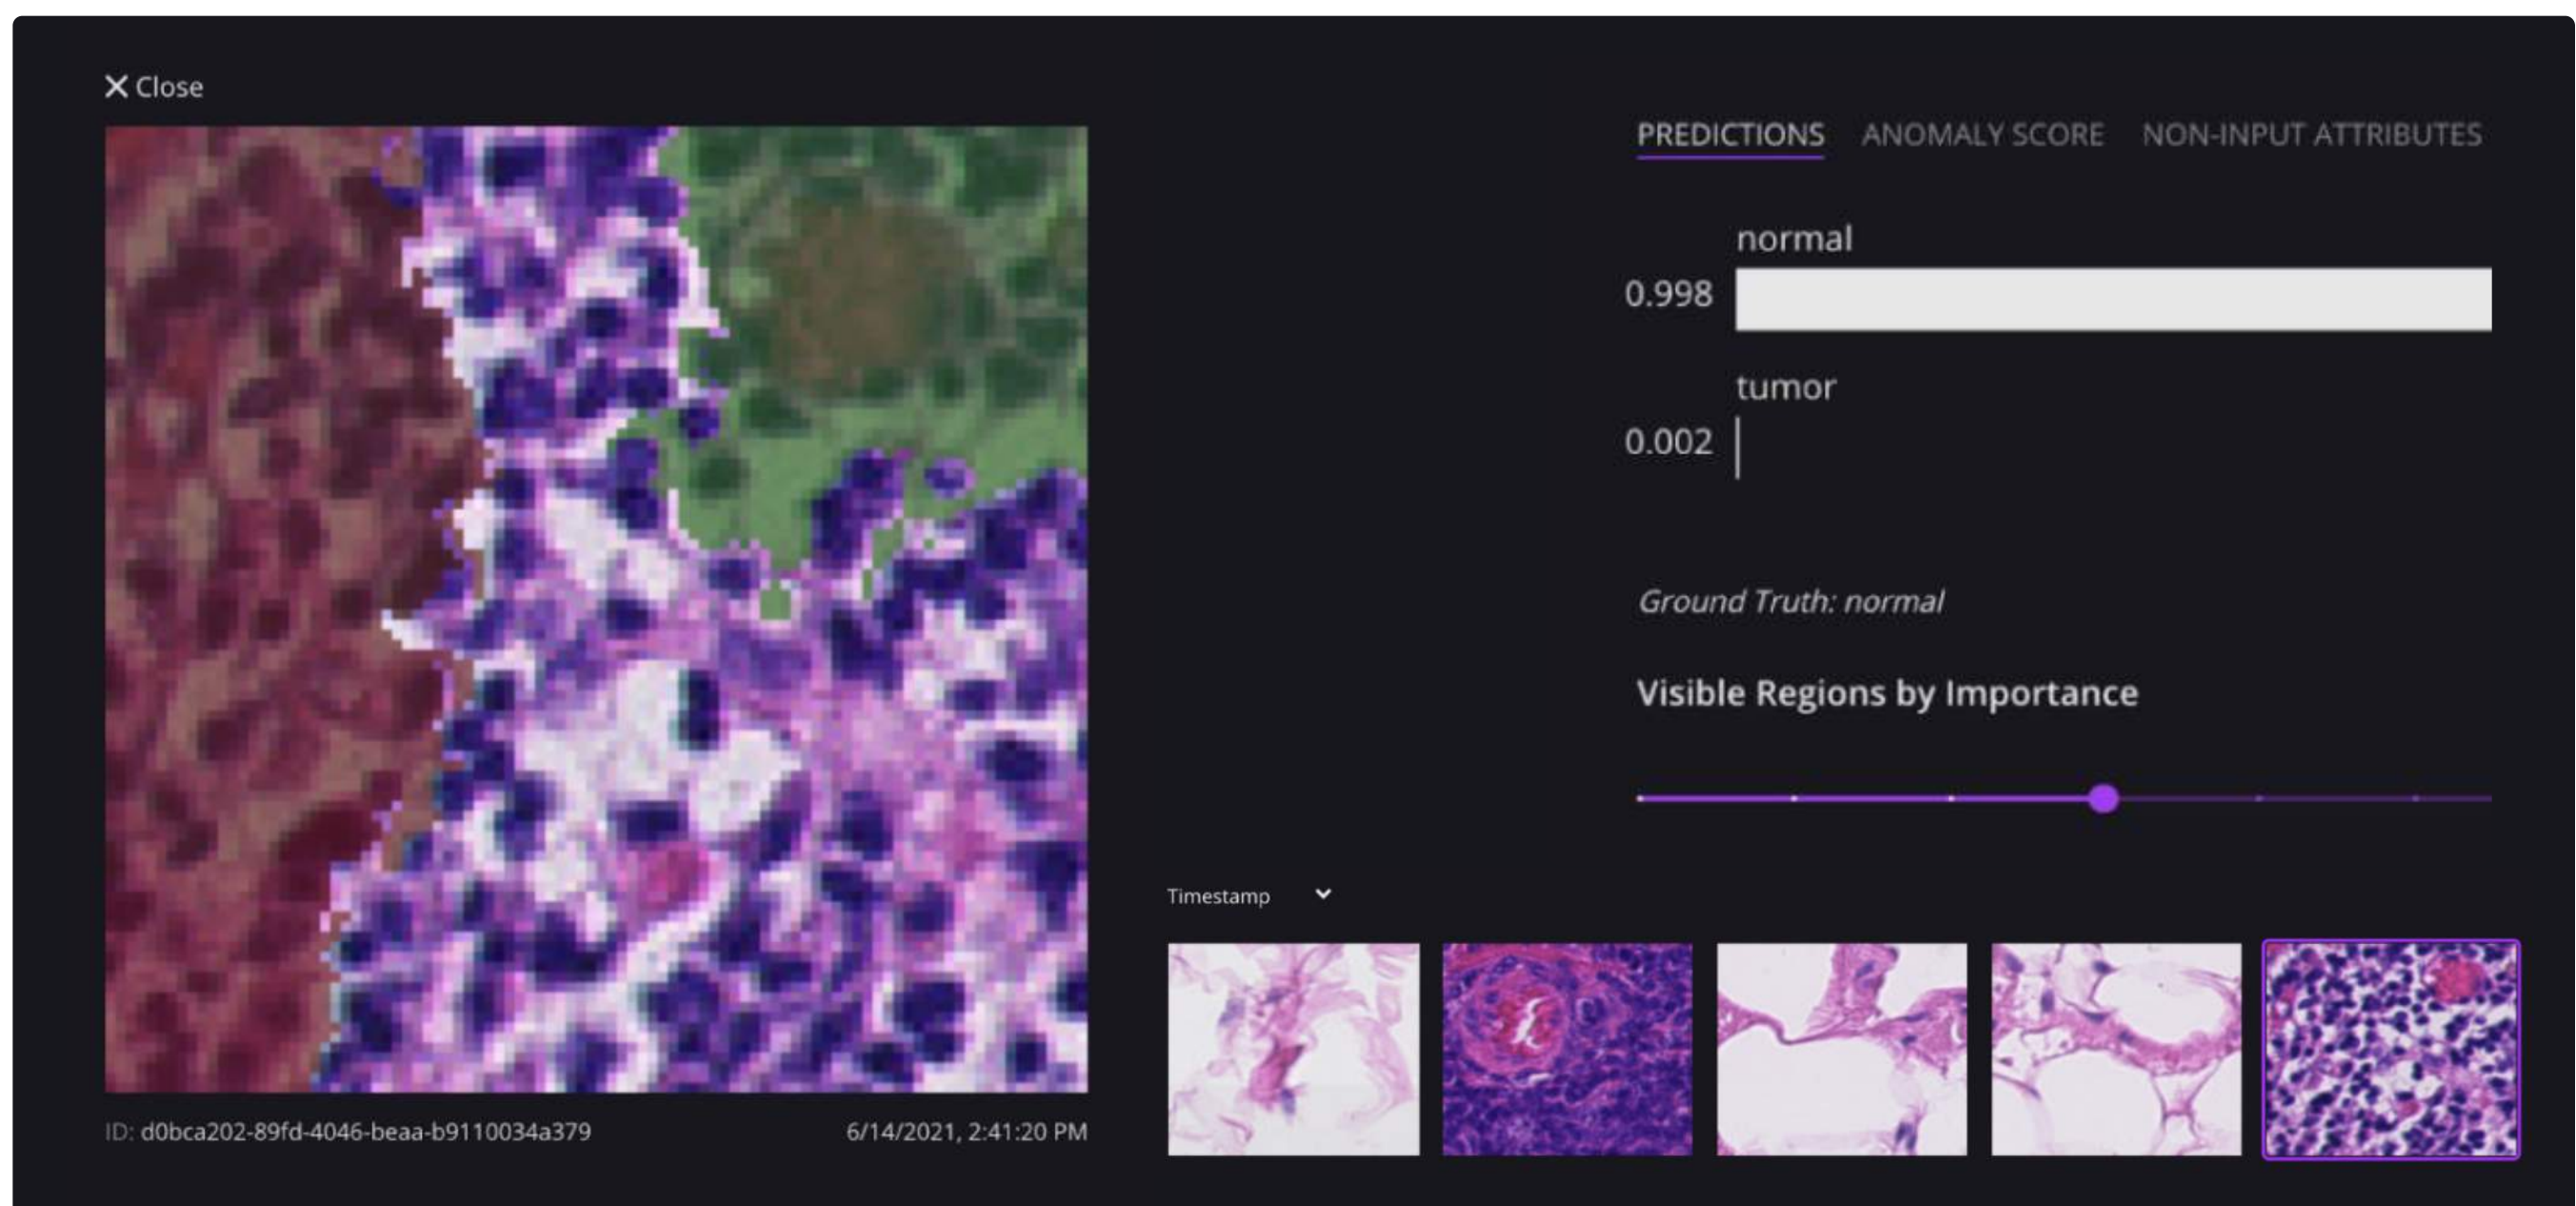 Close
PREDICTIONS ANOMALY SCORE NON-INPUT ATTRIBUTES
normal
0.998
tumor
0.002
Ground Truth: normal
Visible Regions by Importance
Timestamp
ID: d0bca202-89fd-4046-beaa-b9110034a379 6/14/2021, 2:41:20 PM